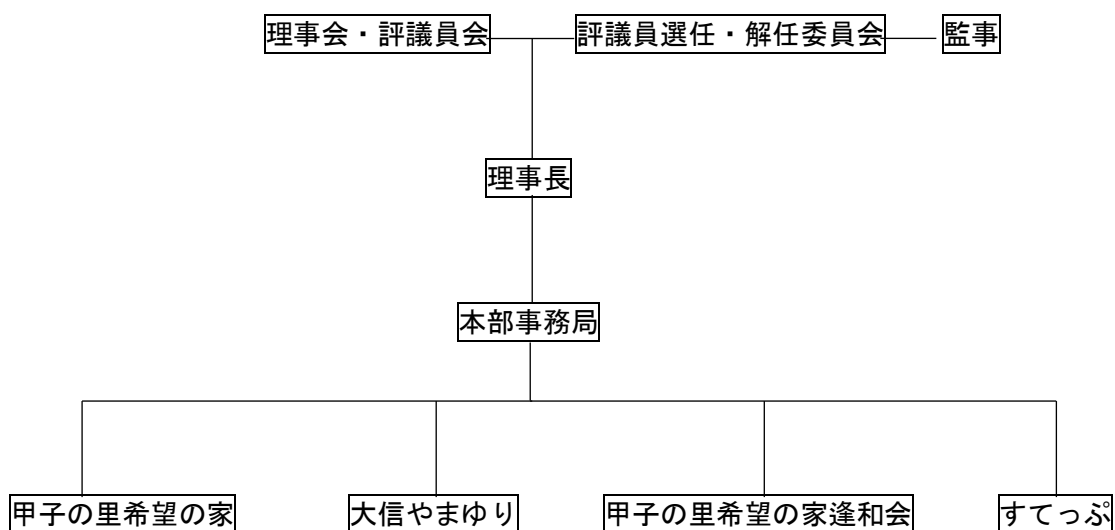 理事会・評議員会
評議員選任・解任委員会
監事
理事長
本部事務局
甲子の里希望の家
大信やまゆり
甲子の里希望の家逢和会
すてっぷ